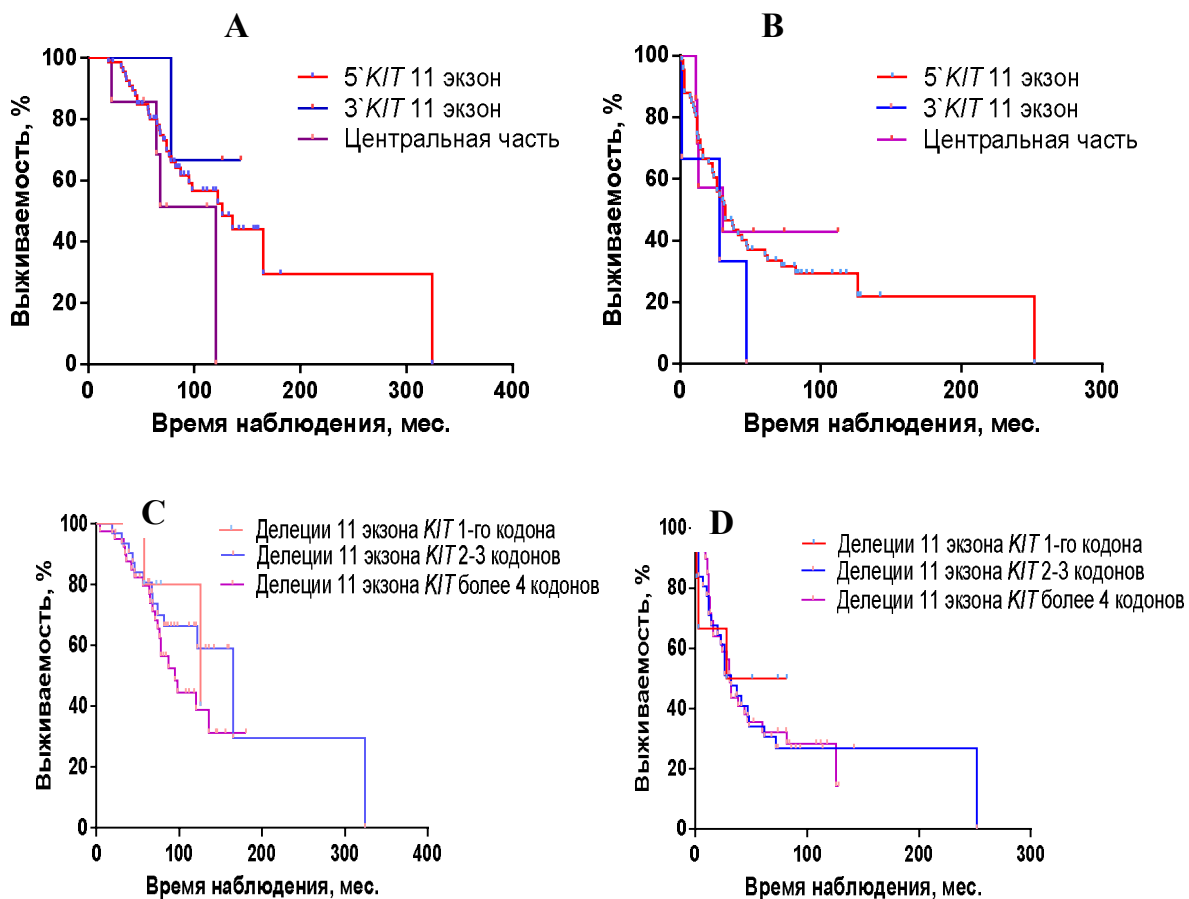 A
5`KIT 11 экзон
3`KIT 11 экзон
Центральная часть
Выживаемость, %
100
80
60
40
20
0
0 100 200 300 400
Время наблюдения, мес.
B
5`KIT 11 экзон
3`KIT 11 экзон
Центральная часть
Выживаемость, %
100
80
60
40
20
0
0 100 200 300
Время наблюдения, мес.
C
Делеции 11 экзона KIT 1-го кодона
Делеции 11 экзона KIT 2-3 кодонов
Делеции 11 экзона KIT более 4 кодонов
Выживаемость, %
100
80
60
40
20
0
0 100 200 300 400
Время наблюдения, мес.
D
Делеции 11 экзона KIT 1-го кодона
Делеции 11 экзона KIT 2-3 кодонов
Делеции 11 экзона KIT более 4 кодонов
Выживаемость, %
100
80
60
40
20
0
0 100 200 300
Время наблюдения, мес.